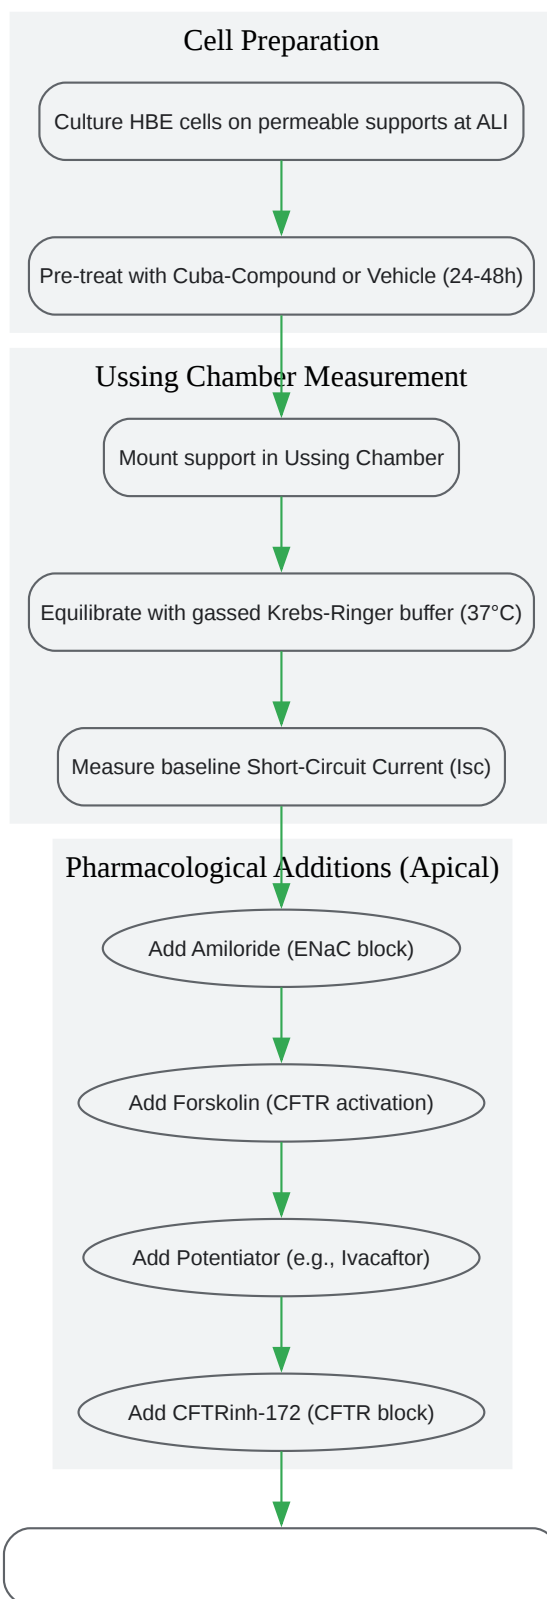 Cell Preparation
Culture HBE cells on permeable supports at ALI
Pre-treat with Cuba-Compound or Vehicle (24-48h)
Ussing Chamber Measurement
Mount support in Ussing Chamber
Equilibrate with gassed Krebs-Ringer buffer (37°C)
Measure baseline Short-Circuit Current (Isc)
Pharmacological Additions (Apical)
Add Amiloride (ENaC block)
Add Forskolin (CFTR activation)
Add Potentiator (e.g., Ivacaftor)
Add CFTRinh-172 (CFTR block)